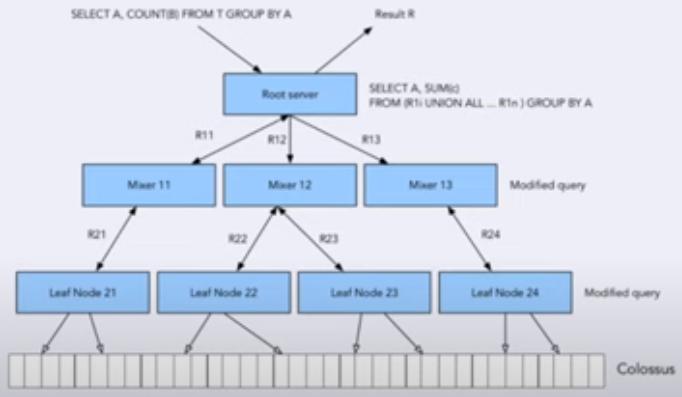 SELECT A, COUNT(B) FROM T GROUP BY A
Result R
Root server
SELECT A, SUM(c)
FROM (R1i UNION ALL ... R1n ) GROUP BY A
R11
R12
R13
Mixer 11
Mixer 12
Mixer 13
Modified query
R21
R22
R23
R24
Leaf Node 21
Leaf Node 22
Leaf Node 23
Leaf Node 24
Modified query
Colossus